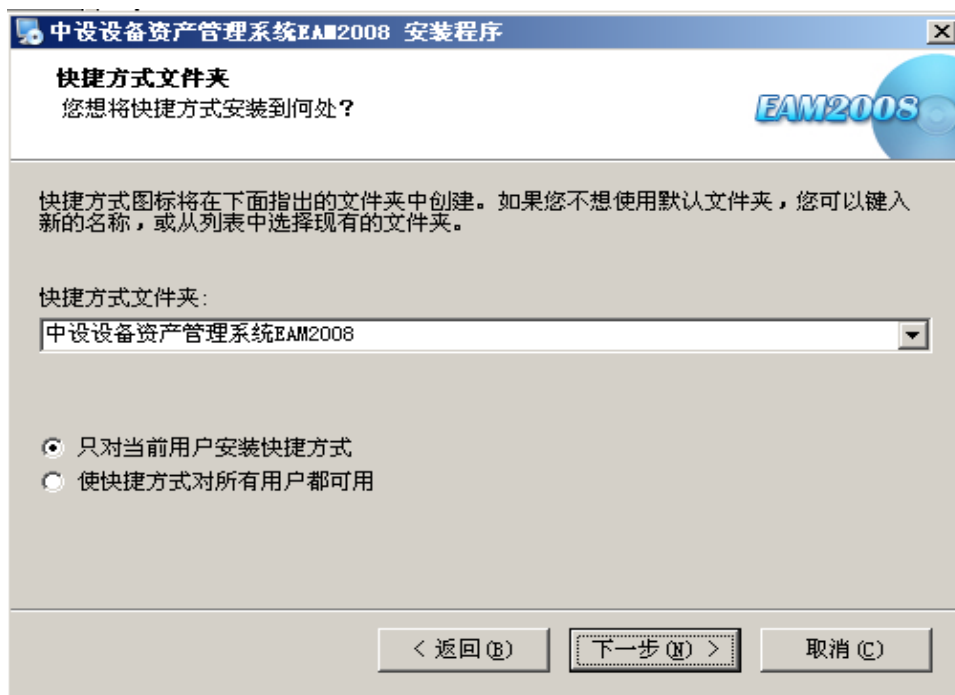 中设设备资产管理系统EAM2008 安装程序
快捷方式文件夹
您想将快捷方式安装到何处?
EAM2008
快捷方式图标将在下面指出的文件夹中创建。如果您不想使用默认文件夹，您可以键入
新的名称，或从列表中选择现有的文件夹。
快捷方式文件夹:
中设设备资产管理系统EAM2008
只对当前用户安装快捷方式
使快捷方式对所有用户都可用
< 返回(B)
下一步(N) >
取消(C)